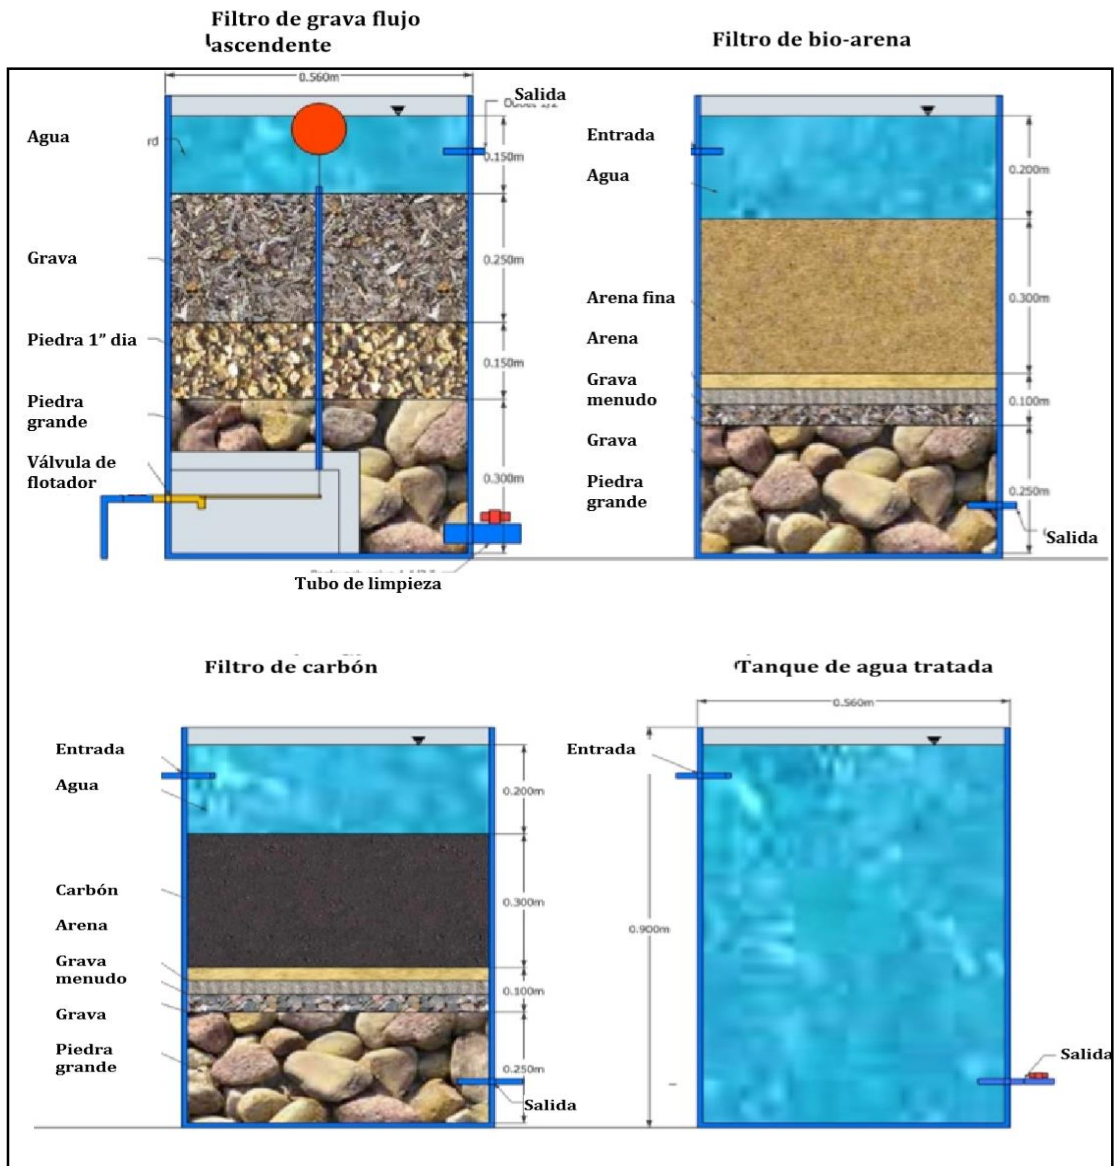 Filtro de grava flujo
ascendente
Filtro de bio-arena
0.560m
Salida
Agua
rd
0.150m
Grava
0.250m
Piedra 1” dia
0.150m
Piedra
grande
Válvula de
flotador
0.300m
Tubo de limpieza
Entrada
Agua
0.200m
Arena fina
0.300m
Arena
Grava
menudo
0.100m
Grava
Piedra
grande
0.250m
Salida
Filtro de carbón
Tanque de agua tratada
Entrada
Agua
0.200m
Carbón
0.300m
Arena
Grava
menudo
0.100m
Grava
Piedra
grande
0.250m
Salida
0.560m
Entrada
0.900m
Salida